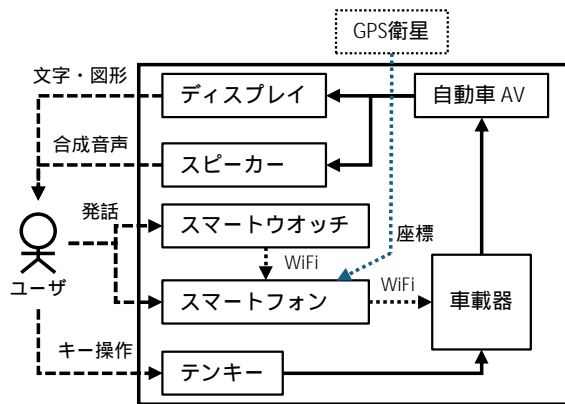 GPS衛星
文字・図形
ディスプレイ
自動車 AV
合成音声
スピーカー
発話
スマートウオッチ
座標
WiFi
ユーザ
スマートフォン
WiFi
車載器
キー操作
テンキー